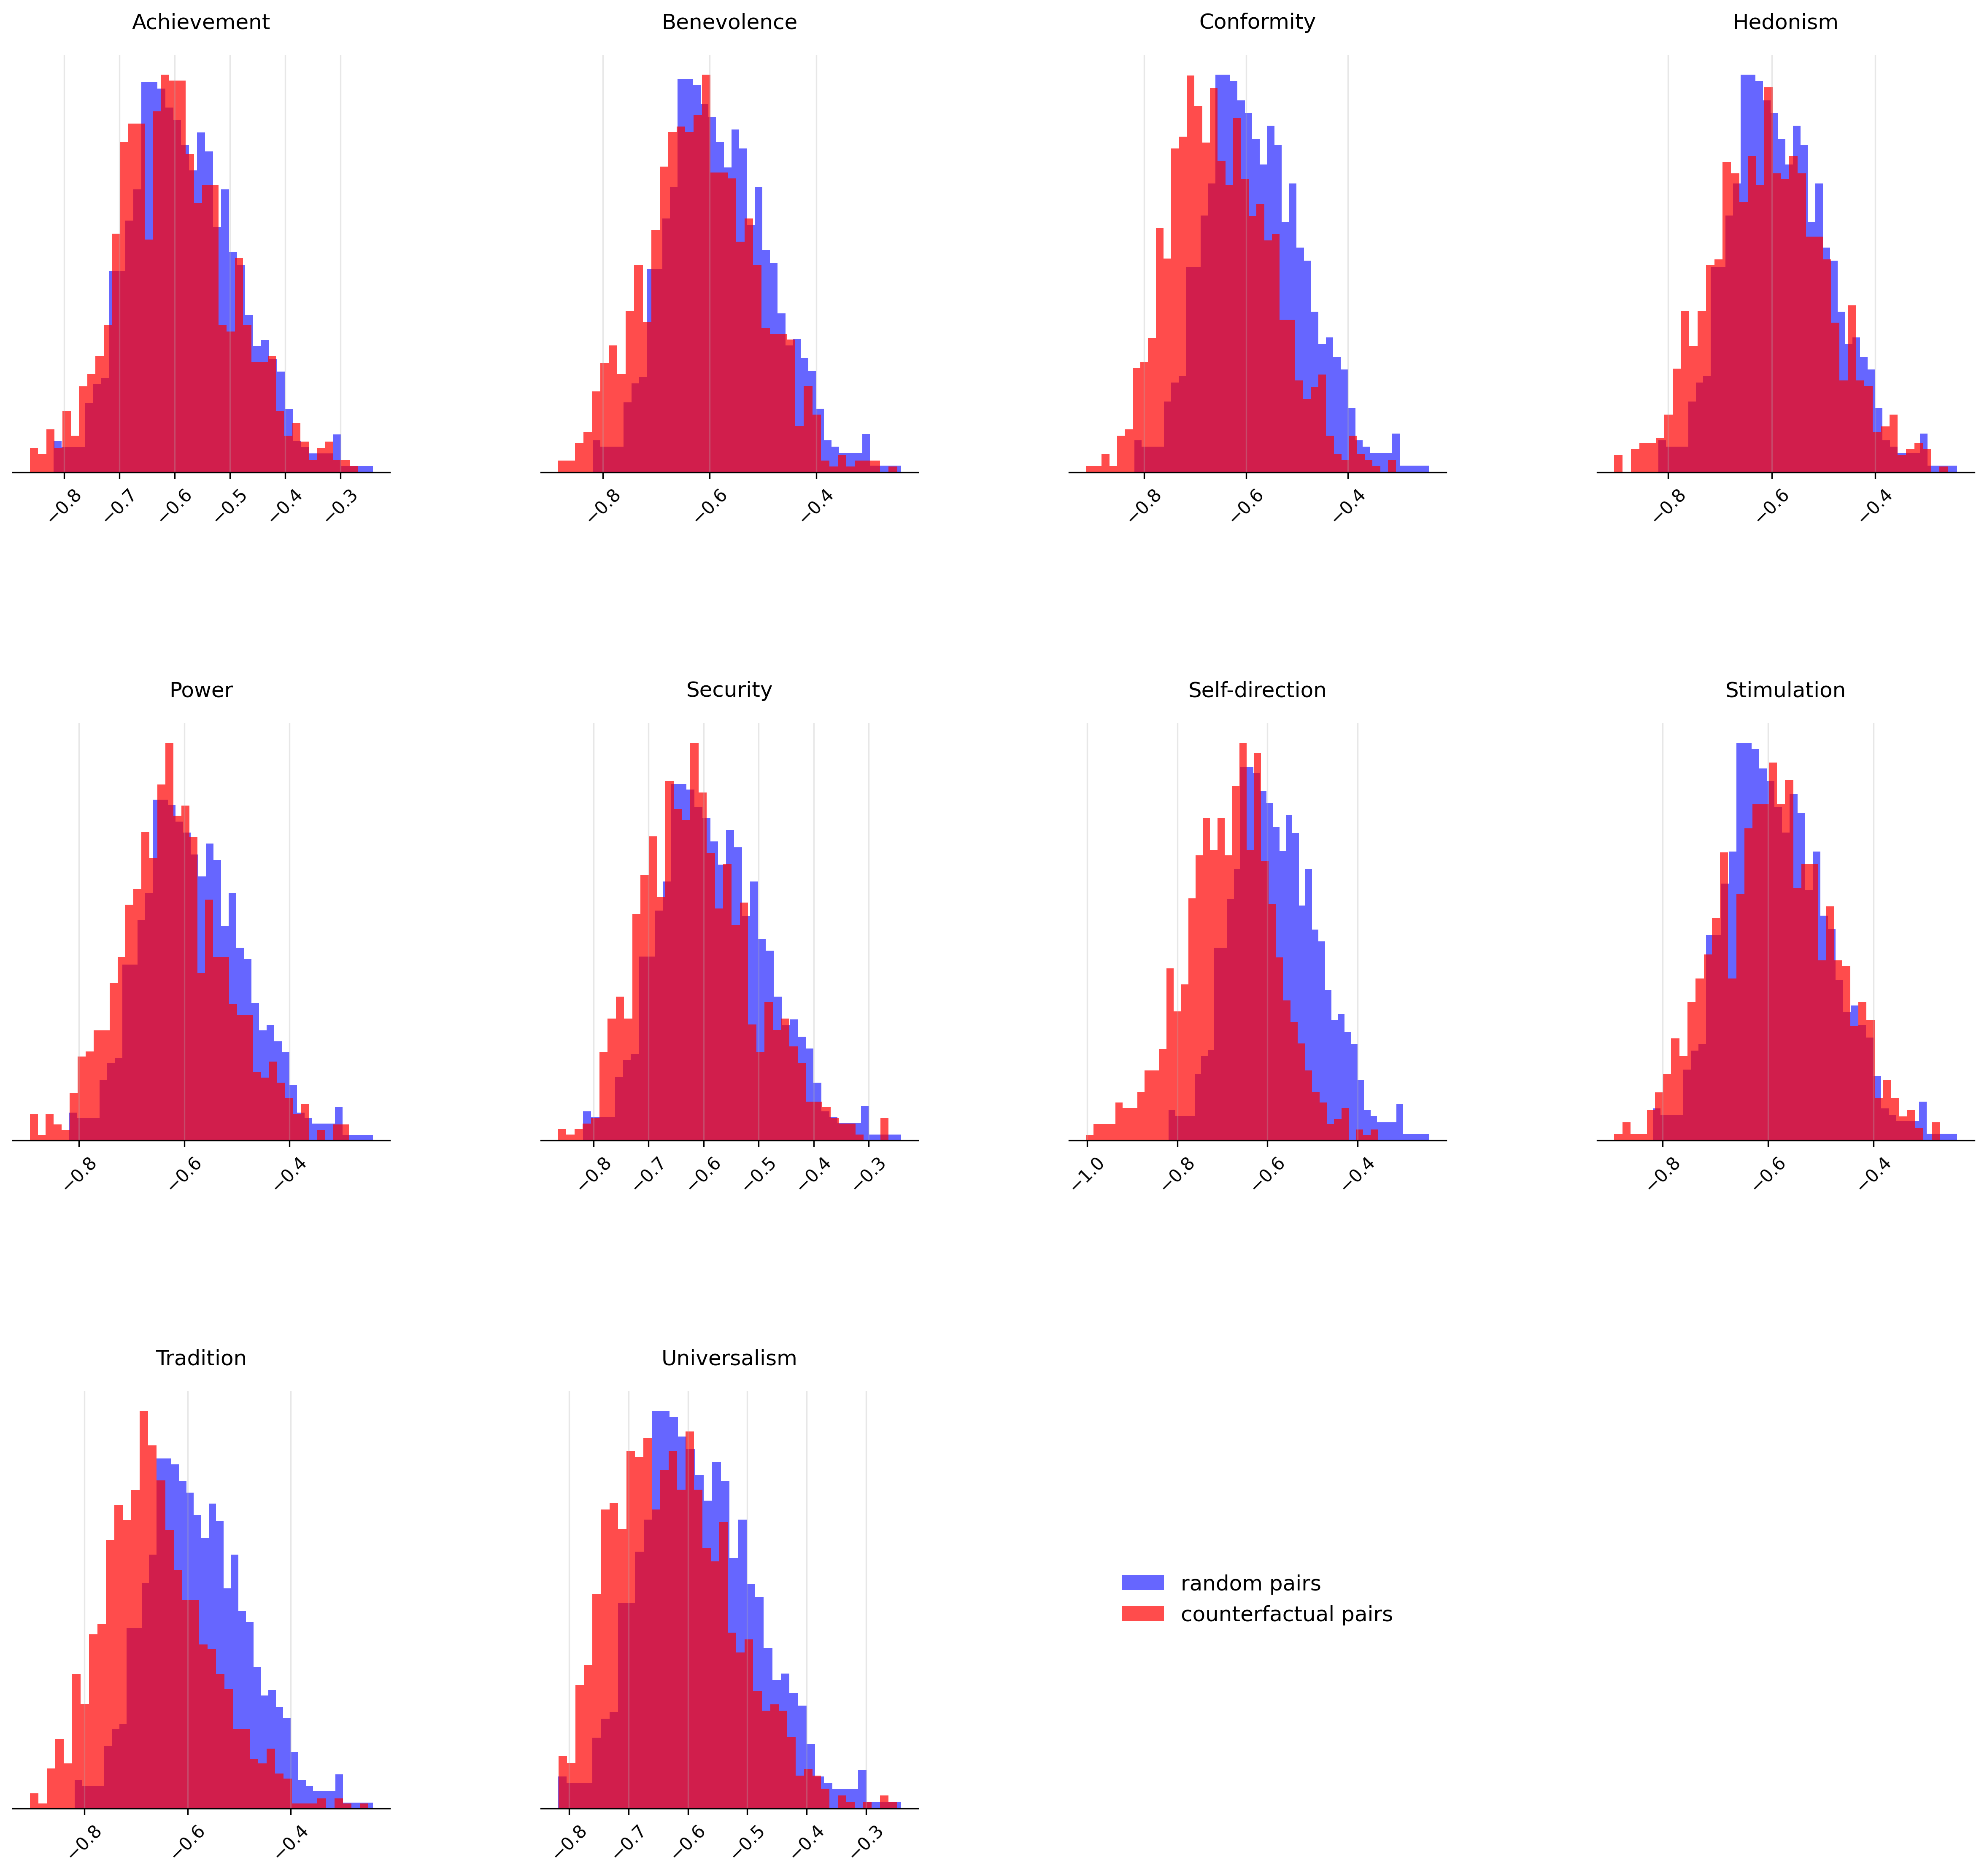 Achievement
Benevolence
Conformity
Hedonism
−0.8 −0.7 −0.6 −0.5 −0.4 −0.3
−0.8 −0.6 −0.4
−0.8 −0.6 −0.4
−0.8 −0.6 −0.4
Power
Security
Self-direction
Stimulation
−0.8 −0.6 −0.4
−0.8 −0.7 −0.6 −0.5 −0.4 −0.3
−1.0 −0.8 −0.6 −0.4
−0.8 −0.6 −0.4
Tradition
Universalism
random pairs
counterfactual pairs
−0.8 −0.6 −0.4
−0.8 −0.7 −0.6 −0.5 −0.4 −0.3